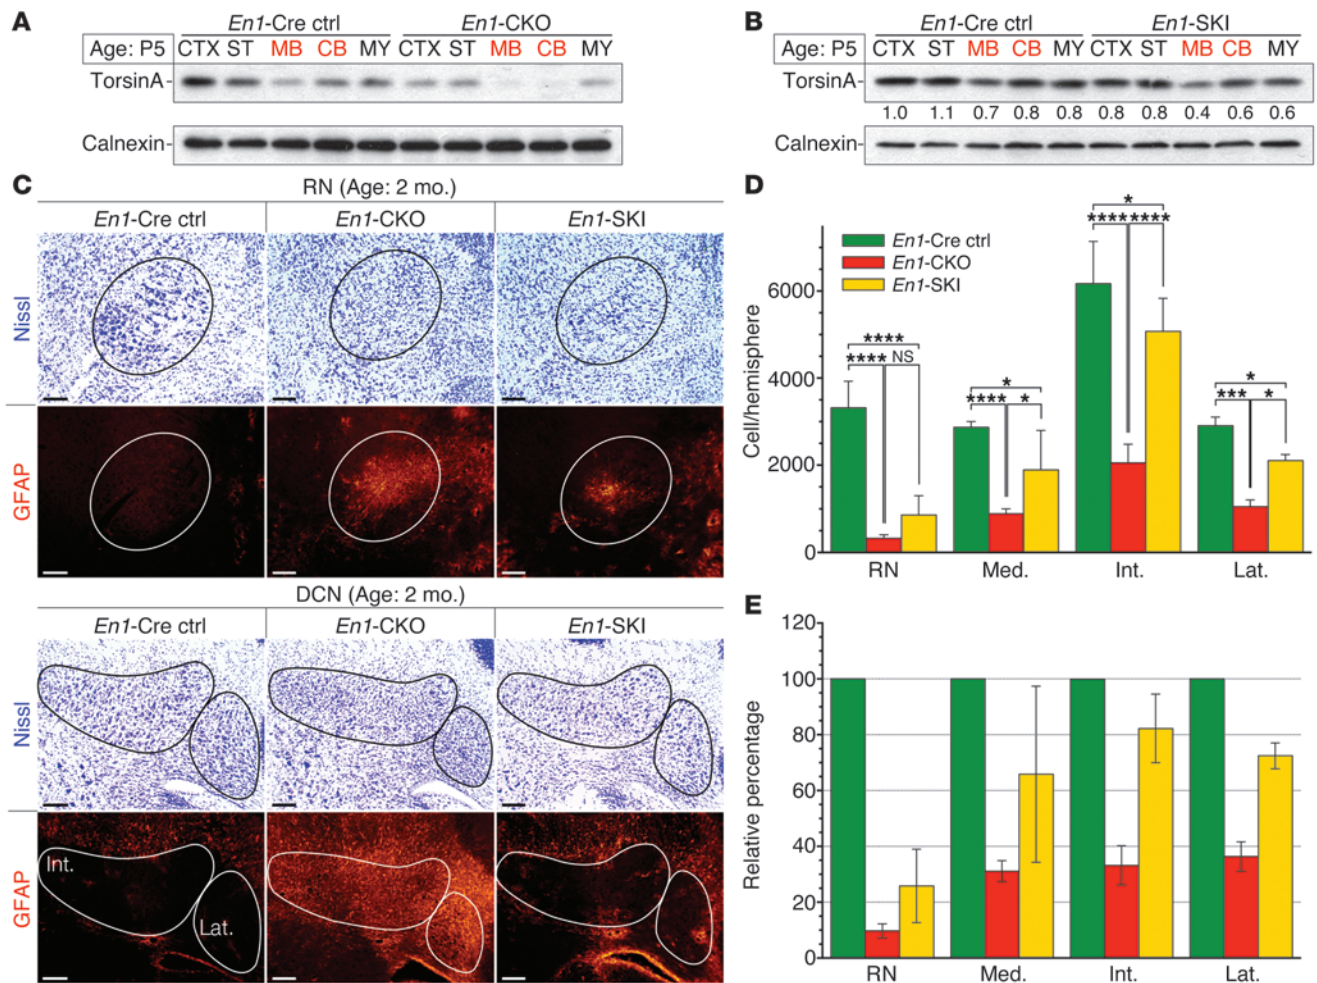 A
En1-Cre ctrl En1-CKO
Age: P5 CTX ST MB CB MY CTX ST MB CB MY
TorsinA-
Calnexin-
B
En1-Cre ctrl En1-SKI
Age: P5 CTX ST MB CB MY CTX ST MB CB MY
TorsinA-
1.0 1.1 0.7 0.8 0.8 0.8 0.8 0.4 0.6 0.6
Calnexin-
C
RN (Age: 2 mo.)
En1-Cre ctrl En1-CKO En1-SKI
Nissl
GFAP
DCN (Age: 2 mo.)
En1-Cre ctrl En1-CKO En1-SKI
Nissl
GFAP
Int.
Lat.
D
Cell/hemisphere
6000
4000
2000
0
En1-Cre ctrl
En1-CKO
En1-SKI
****
**** NS
*
**** *
*
********
*
*** *
RN Med. Int. Lat.
E
Relative percentage
120
100
80
60
40
20
0
RN Med. Int. Lat.